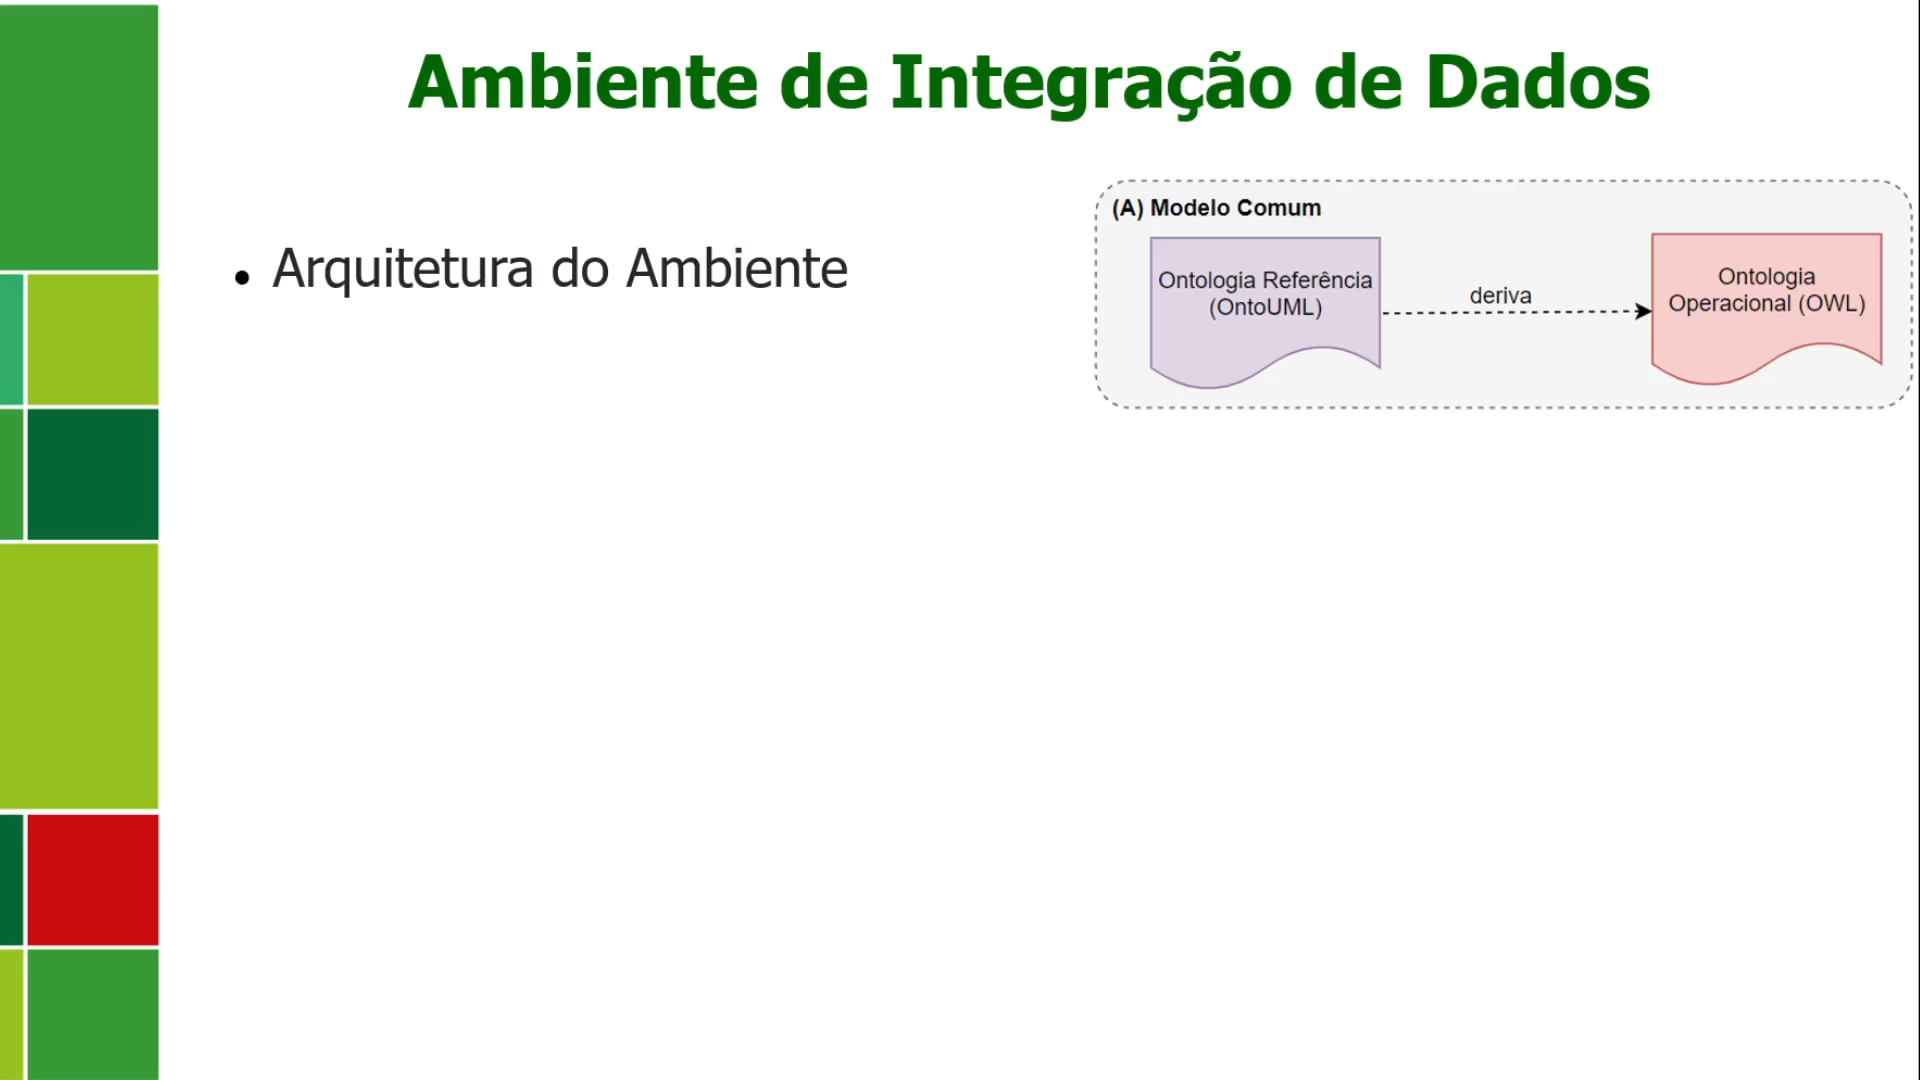 Ambiente de Integração de Dados
• Arquitetura do Ambiente
(A) Modelo Comum
Ontologia Referência
(OntoUML)
deriva
Ontologia
Operacional (OWL)